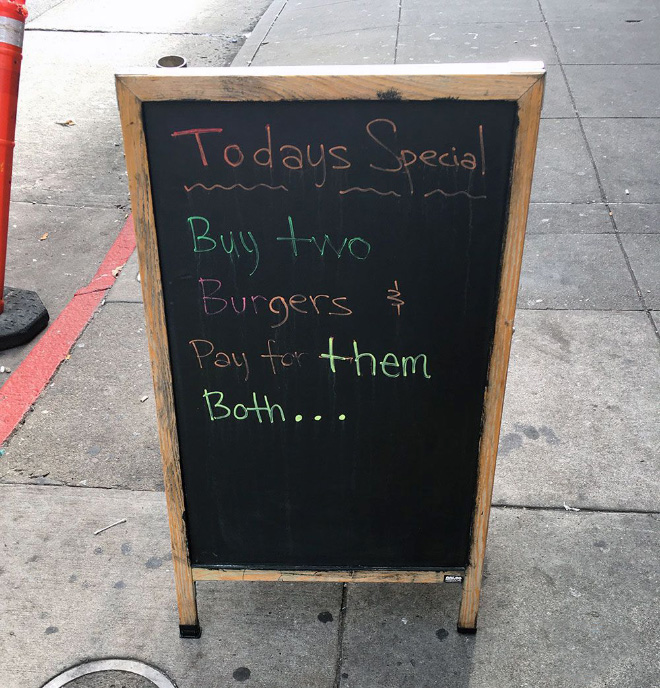 Todays Special
Buy two
Burgers &
Pay for them
Both...